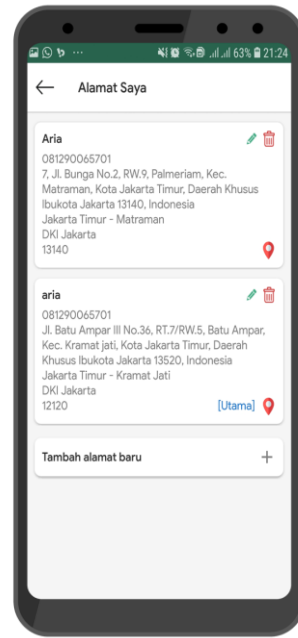 63% 21:24
Alamat Saya
Aria
081290065701
7, Jl. Bunga No.2, RW.9, Palmeriam, Kec.
Matraman, Kota Jakarta Timur, Daerah Khusus
Ibukota Jakarta 13140, Indonesia
Jakarta Timur - Matraman
DKI Jakarta
13140
aria
081290065701
Jl. Batu Ampar III No.36, RT.7/RW.5, Batu Ampar,
Kec. Kramat jati, Kota Jakarta Timur, Daerah
Khusus Ibukota Jakarta 13520, Indonesia
Jakarta Timur - Kramat Jati
DKI Jakarta
12120 [Utama]
Tambah alamat baru